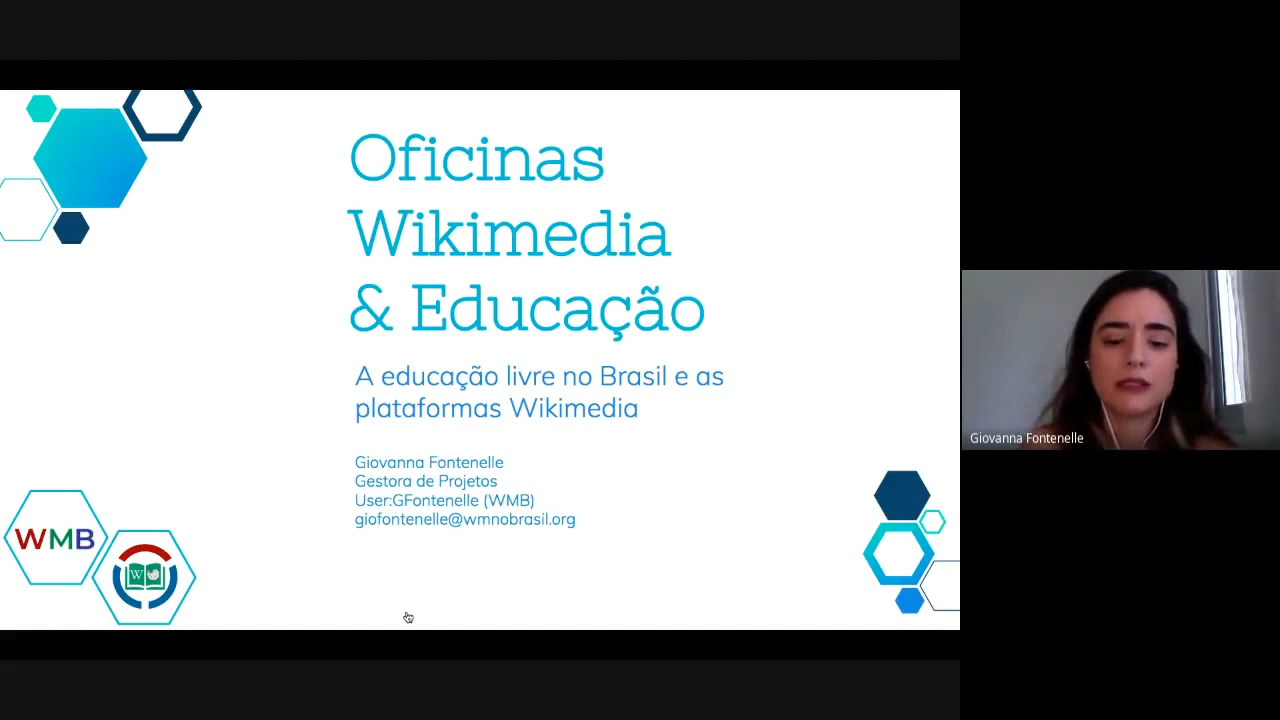 Oficinas
Wikimedia
& Educação
A educação livre no Brasil e as
plataformas Wikimedia
Giovanna Fontenelle
Gestora de Projetos
User:GFontenelle (WMB)
giofontenelle@wmnobrasil.org
WMB
W
Giovanna Fontenelle